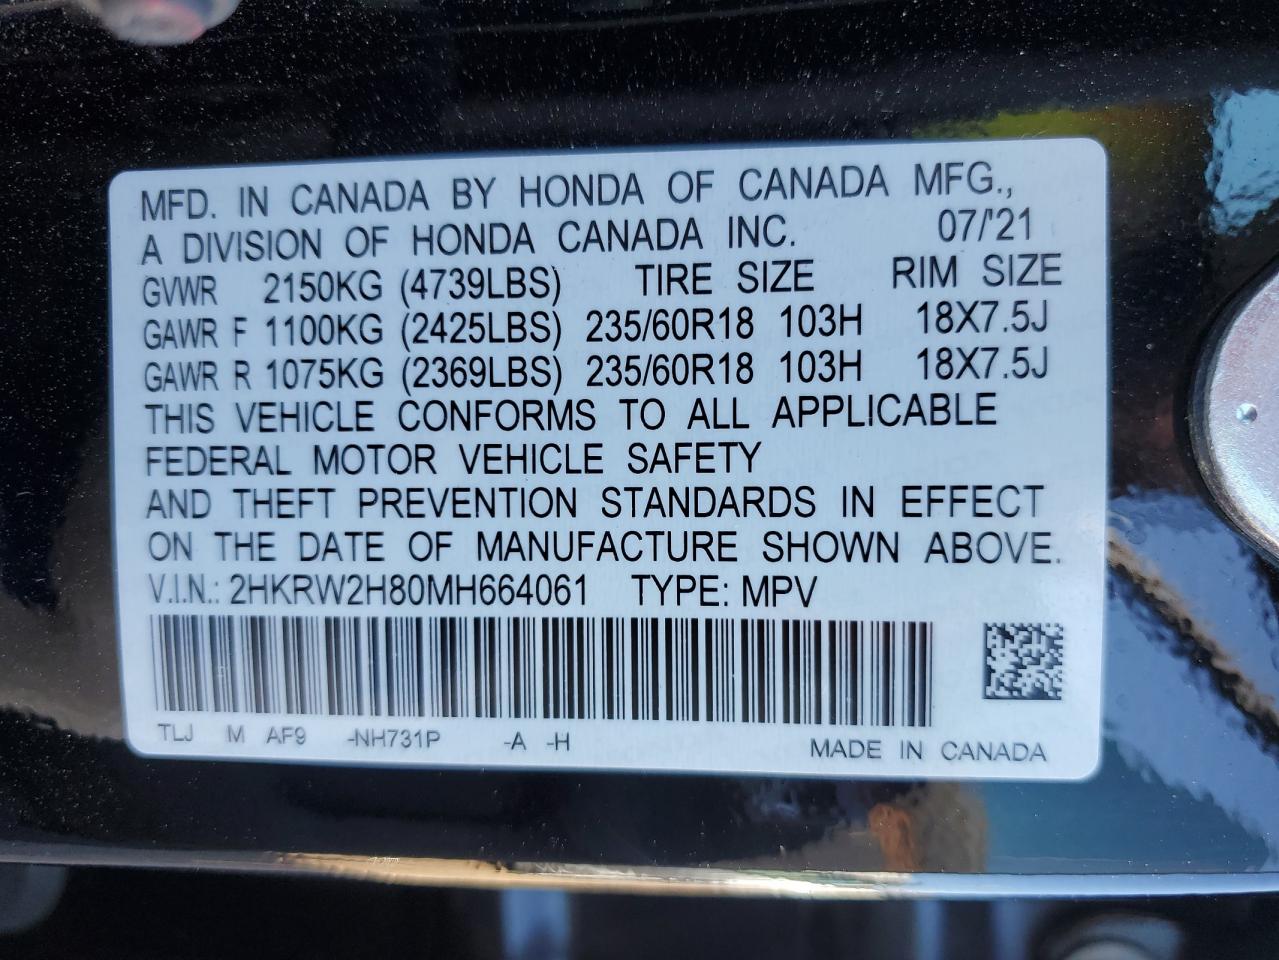 MFD. IN CANADA BY HONDA OF CANADA MFG.,
A DIVISION OF HONDA CANADA INC. 07/'21
GVWR 2150KG (4739LBS) TIRE SIZE RIM SIZE
GAWR F 1100KG (2425LBS) 235/60R18 103H 18X7.5J
GAWR R 1075KG (2369LBS) 235/60R18 103H 18X7.5J
THIS VEHICLE CONFORMS TO ALL APPLICABLE
FEDERAL MOTOR VEHICLE SAFETY
AND THEFT PREVENTION STANDARDS IN EFFECT
ON THE DATE OF MANUFACTURE SHOWN ABOVE.
V.I.N.: 2HKRW2H80MH664061 TYPE: MPV
TLJ M AF9 -NH731P -A -H MADE IN CANADA